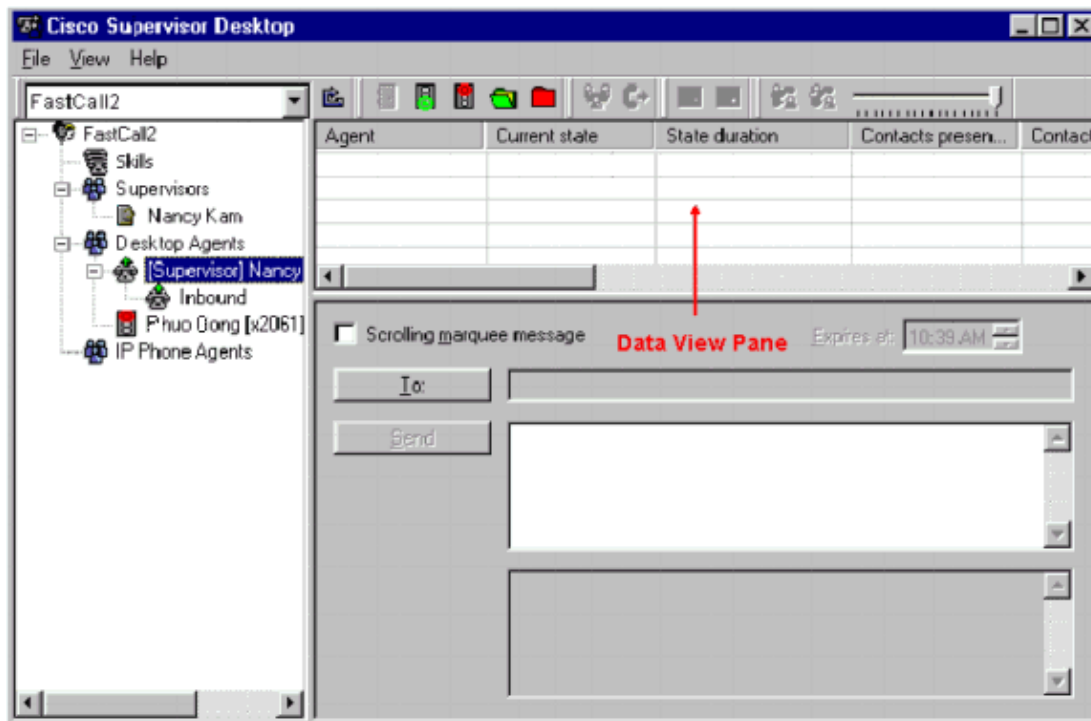 Cisco Supervisor Desktop
File View Help
FastCall2
FastCall2
Skills
Supervisors
Nancy Kam
Desktop Agents
[Supervisor] Nancy
Inbound
Phuo Gong [x2061]
IP Phone Agents
Agent Current state State duration Contacts presen... Contact
Scrolling marquee message
Data View Pane
Expires at: 10:39 AM
To:
Send